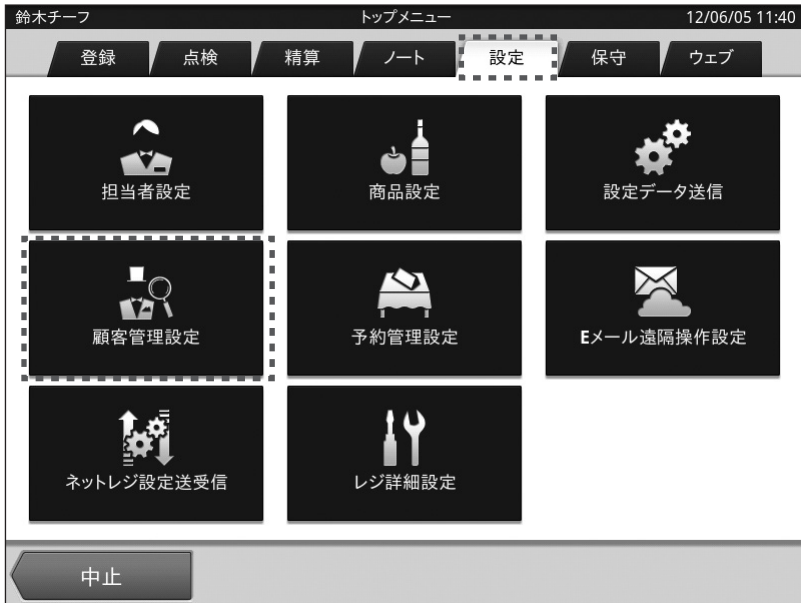 鈴木チーフ トップメニュー 12/06/05 11:40
登録 点検 精算 ノート 設定 保守 ウェブ
担当者設定 商品設定 設定データ送信
顧客管理設定 予約管理設定 Eメール遠隔操作設定
ネットレジ設定送受信 レジ詳細設定
中止